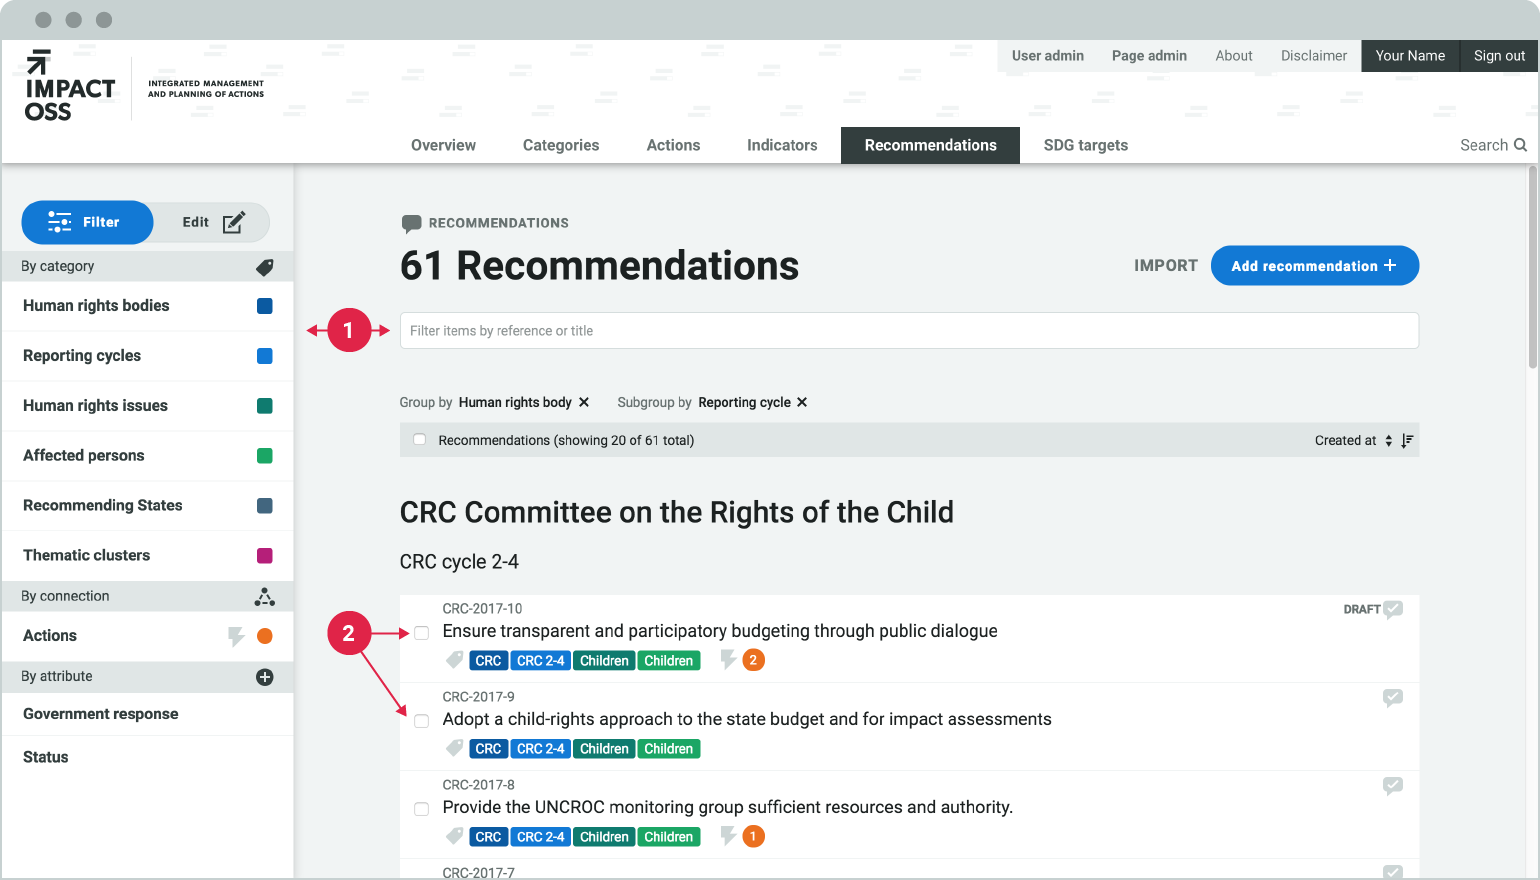 User admin
Page admin
About
Disclaimer
Your Name
Sign out
IMPACT
OSS
INTEGRATED MANAGEMENT
AND PLANNING OF ACTIONS
Overview
Categories
Actions
Indicators
Recommendations
SDG targets
Search
Filter
Edit
By category
Human rights bodies
Reporting cycles
Human rights issues
Affected persons
Recommending States
Thematic clusters
By connection
Actions
By attribute
Government response
Status
RECOMMENDATIONS
61 Recommendations
IMPORT
Add recommendation +
1
Filter items by reference or title
Group by Human rights body ✕
Subgroup by Reporting cycle ✕
Recommendations (showing 20 of 61 total)
Created at
CRC Committee on the Rights of the Child
CRC cycle 2-4
2
CRC-2017-10
DRAFT
Ensure transparent and participatory budgeting through public dialogue
CRC CRC 2-4 Children Children 2
CRC-2017-9
Adopt a child-rights approach to the state budget and for impact assessments
CRC CRC 2-4 Children Children
CRC-2017-8
Provide the UNCROC monitoring group sufficient resources and authority.
CRC CRC 2-4 Children Children 1
CRC-2017-7